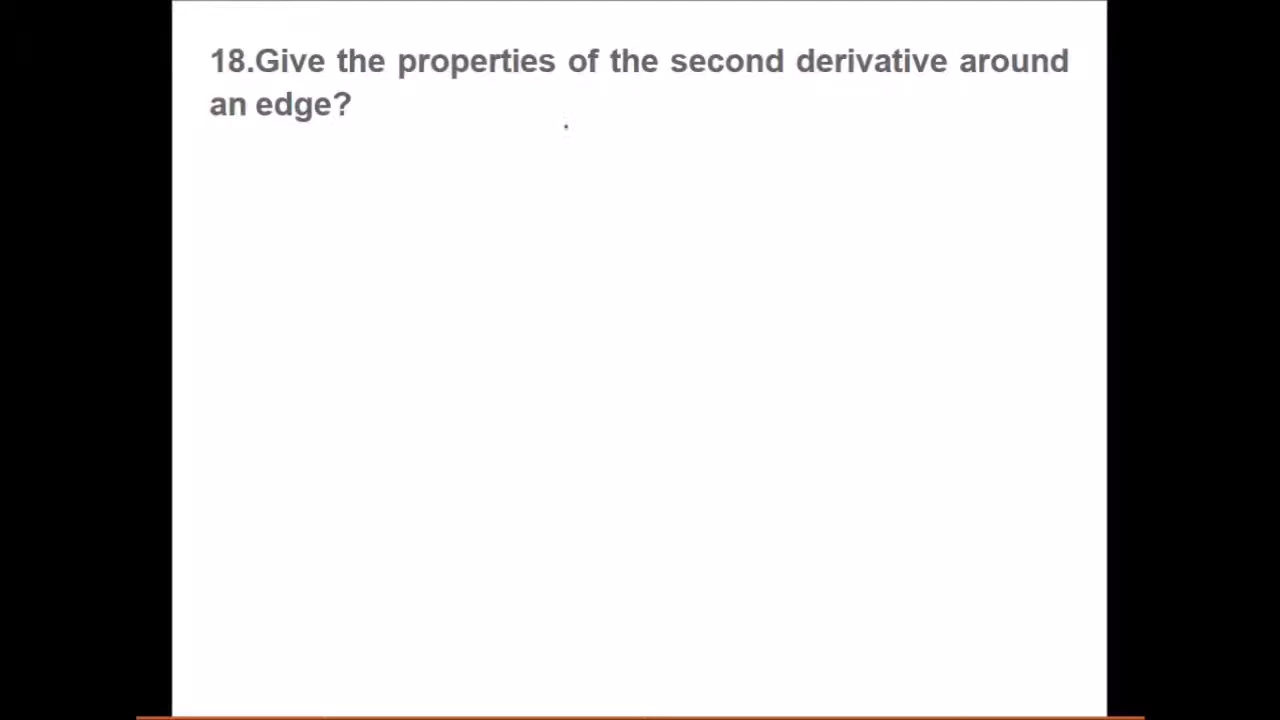 18.Give the properties of the second derivative around
an edge?